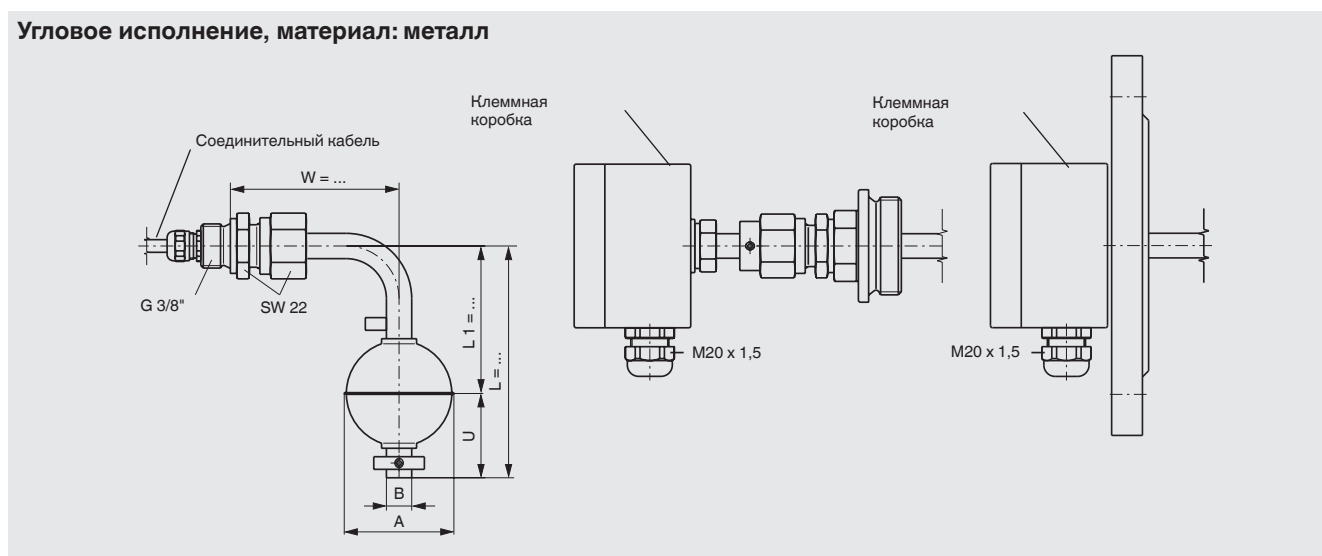 Угловое исполнение, материал: металл
Соединительный кабель
W = ...
G 3/8"
SW 22
L 1 = ...
L = ...
U
B
A
Клеммная
коробка
M20 x 1,5
Клеммная
коробка
M20 x 1,5